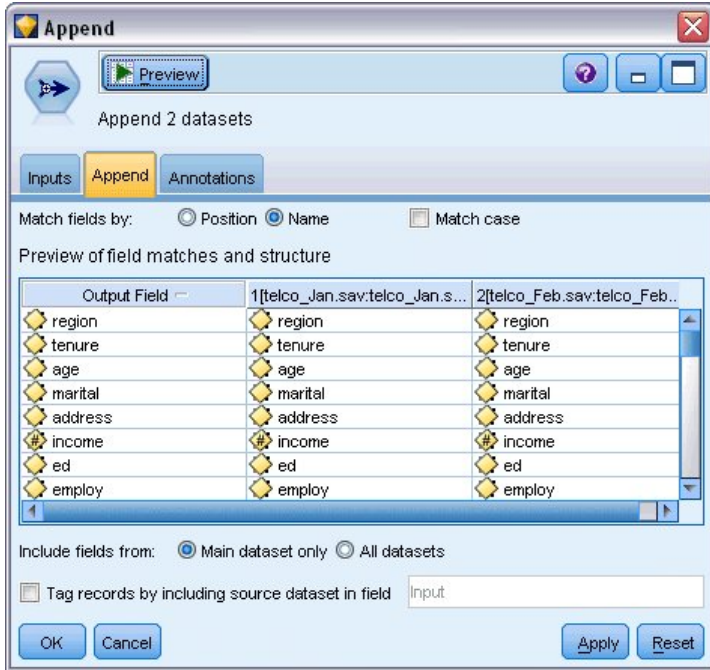 Append
Preview
Append 2 datasets
Inputs Append Annotations
Match fields by: Position Name Match case
Preview of field matches and structure
Output Field 1[telco_Jan.sav:telco_Jan.s... 2[telco_Feb.sav:telco_Feb..
region region region
tenure tenure tenure
age age age
marital marital marital
address address address
# income # income # income
ed ed ed
employ employ employ
Include fields from: Main dataset only All datasets
Tag records by including source dataset in field Input
OK Cancel Apply Reset